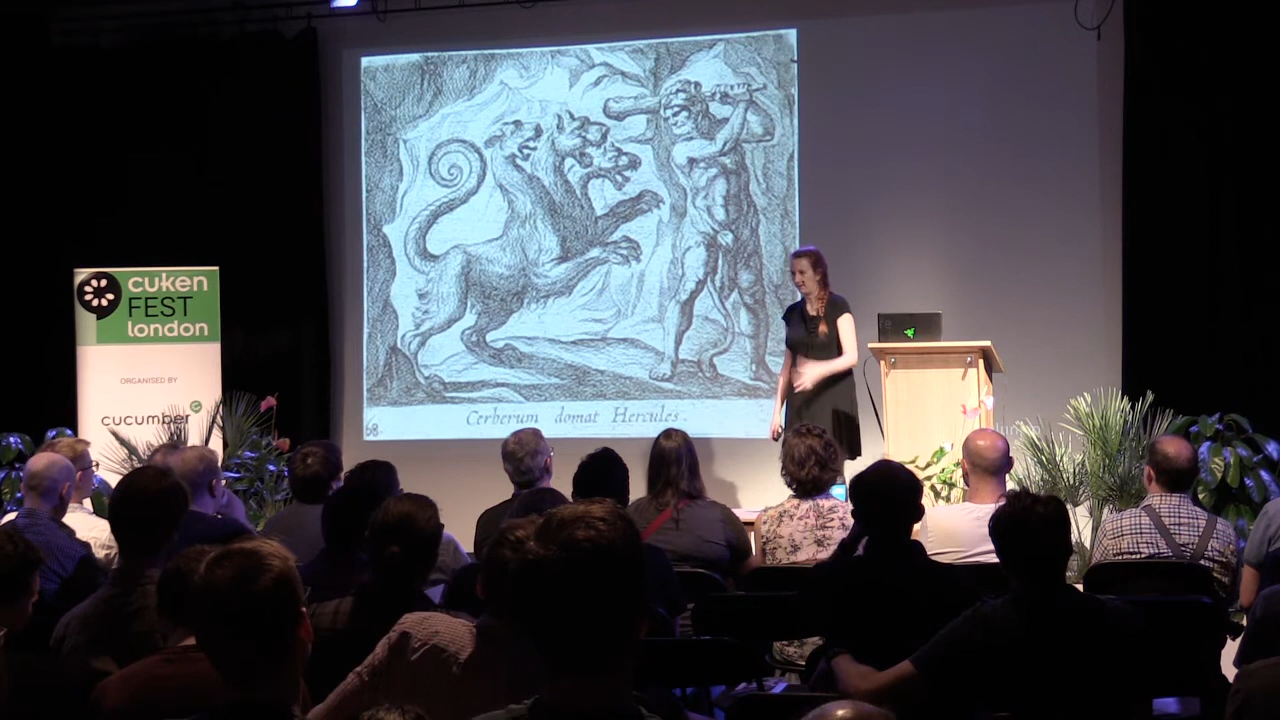 cuken
FEST
london
ORGANISED BY
cucumber
Cerberum domat Hercules.
68.